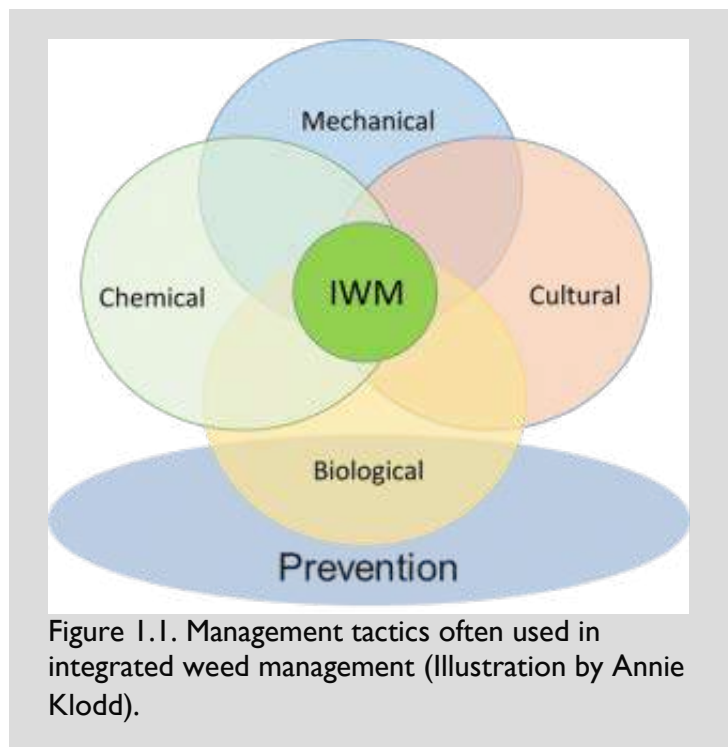 Mechanical
Chemical
IWM
Cultural
Biological
Prevention
Figure 1.1. Management tactics often used in
integrated weed management (Illustration by Annie
Klodd).